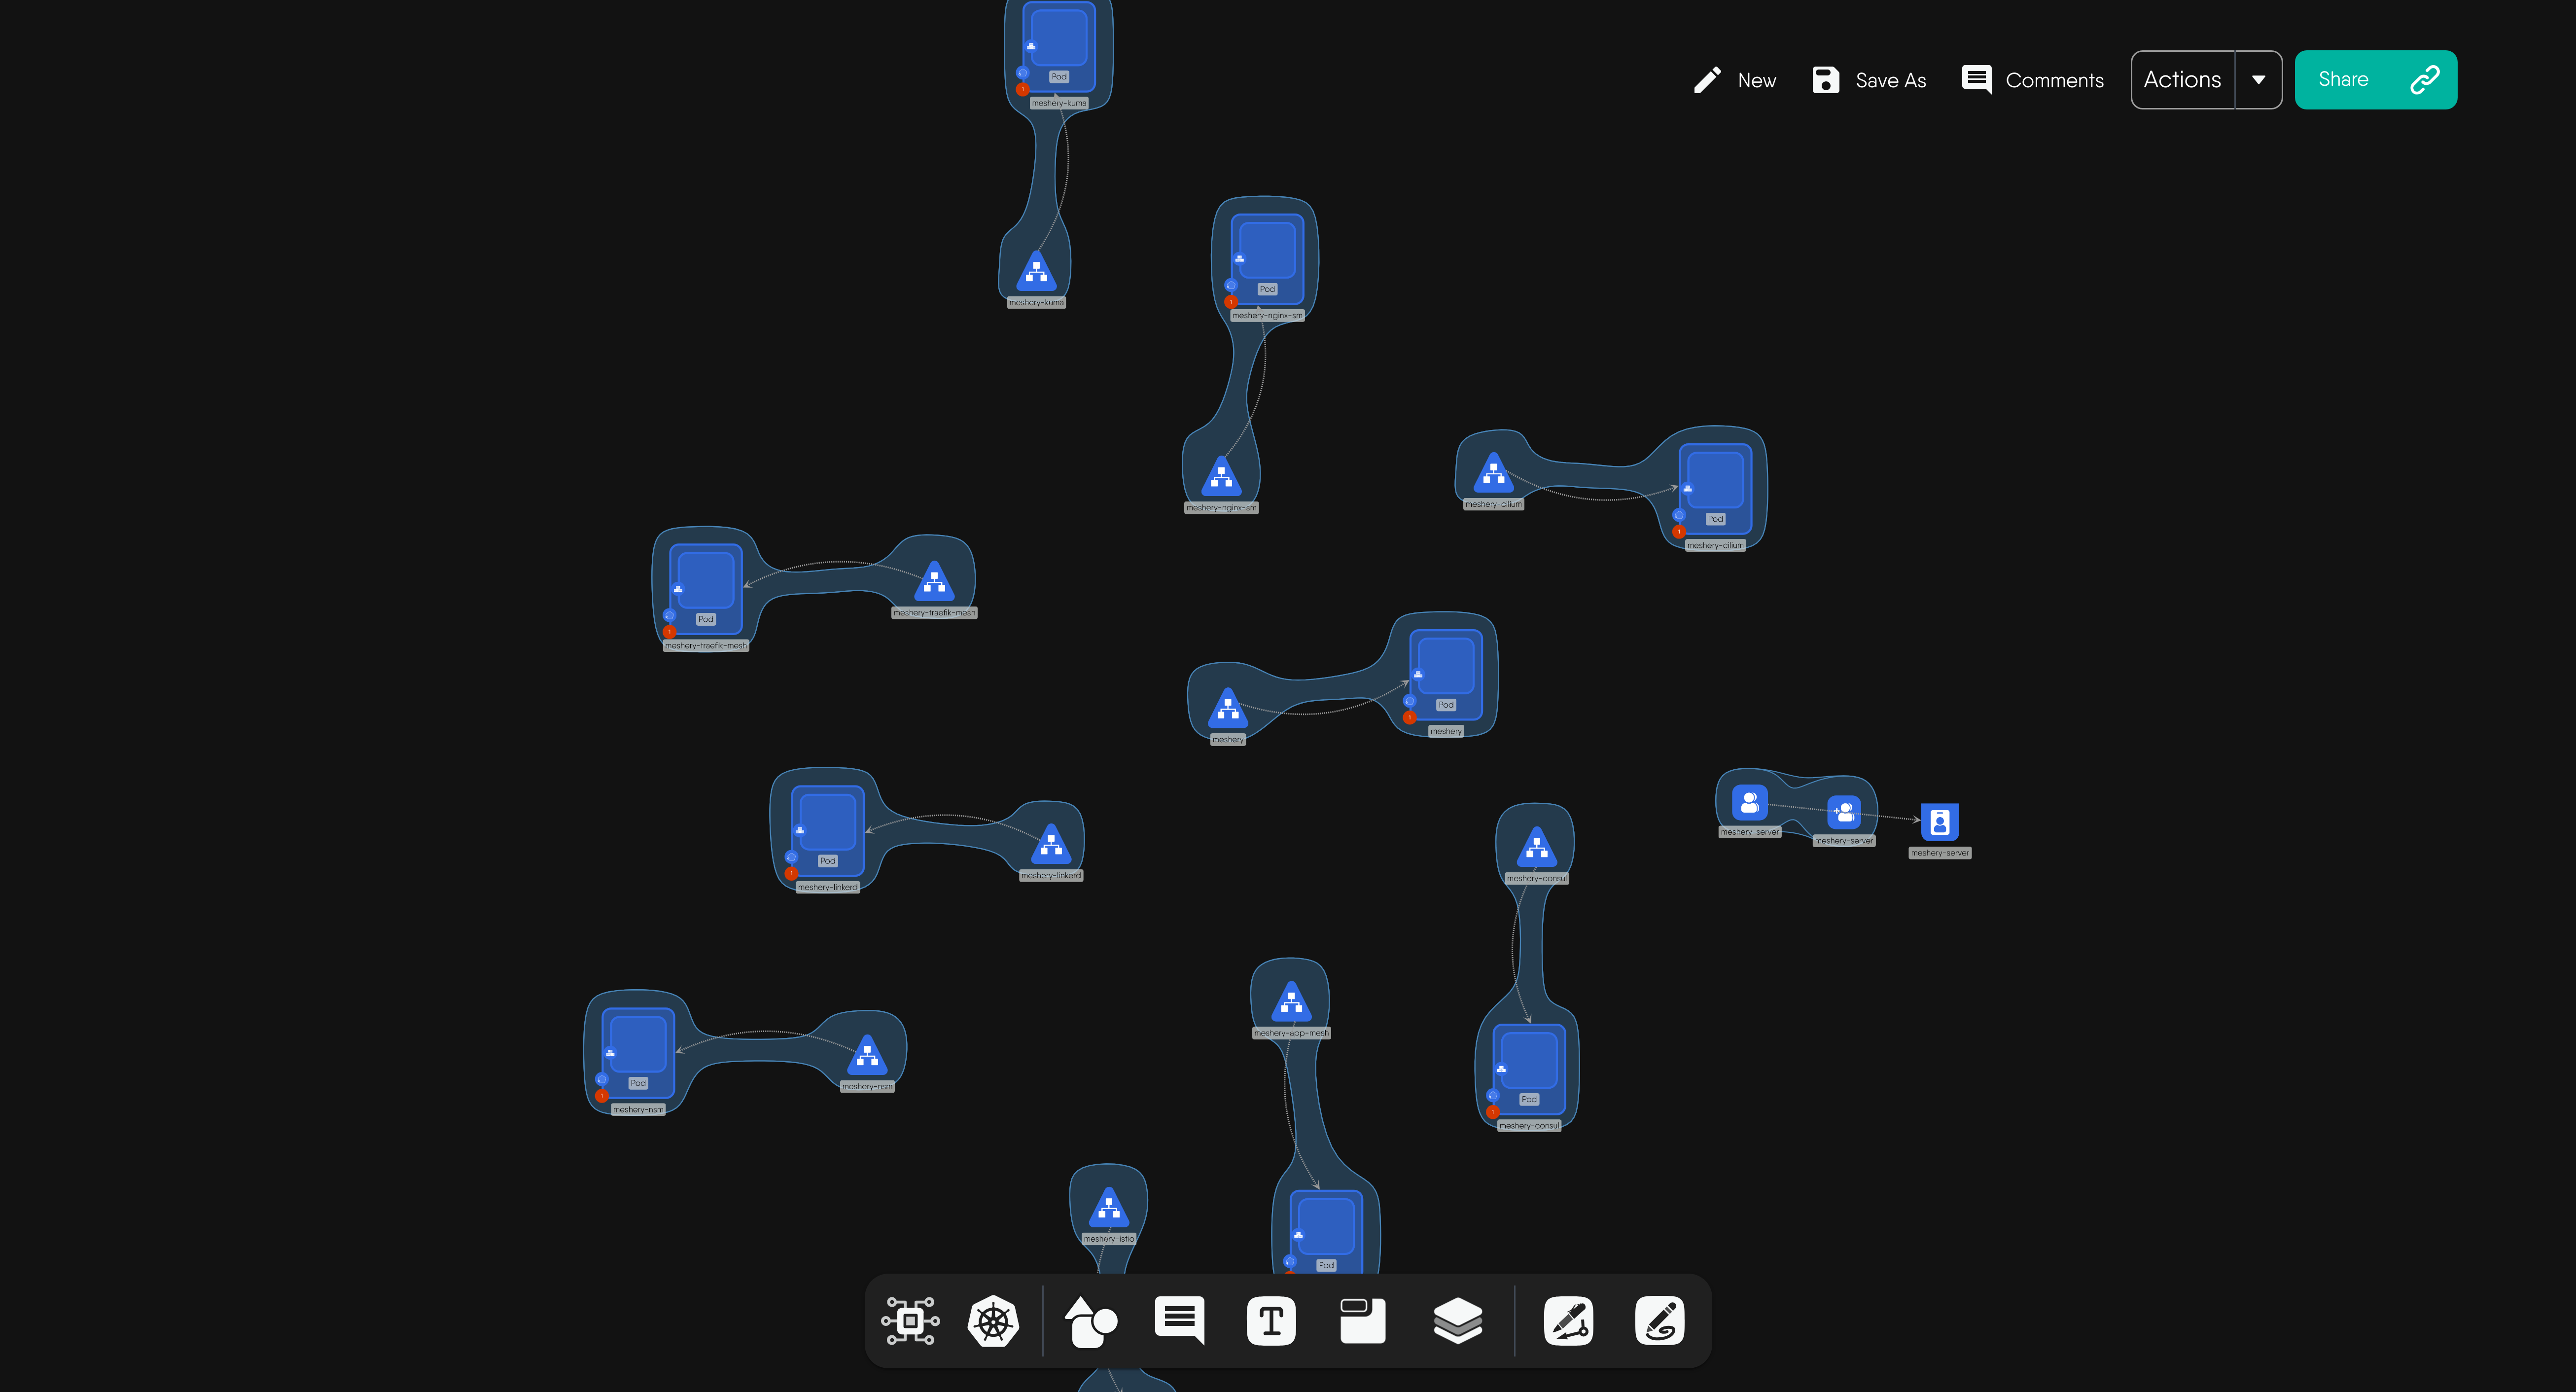 Pod
meshery-kuma
New
Save As
Comments
Actions
Share
meshery-kuma
Pod
meshery-nginx-sm
meshery-nginx-sm
meshery-cilium
Pod
meshery-cilium
meshery-traefik-mesh
Pod
meshery-traefik-mesh
Pod
meshery
meshery
meshery-server
meshery-server
meshery-server
Pod
meshery-linkerd
meshery-linkerd
meshery-consul
meshery-app-mesh
Pod
meshery-nsm
meshery-nsm
Pod
meshery-consul
meshery-istio
Pod
T